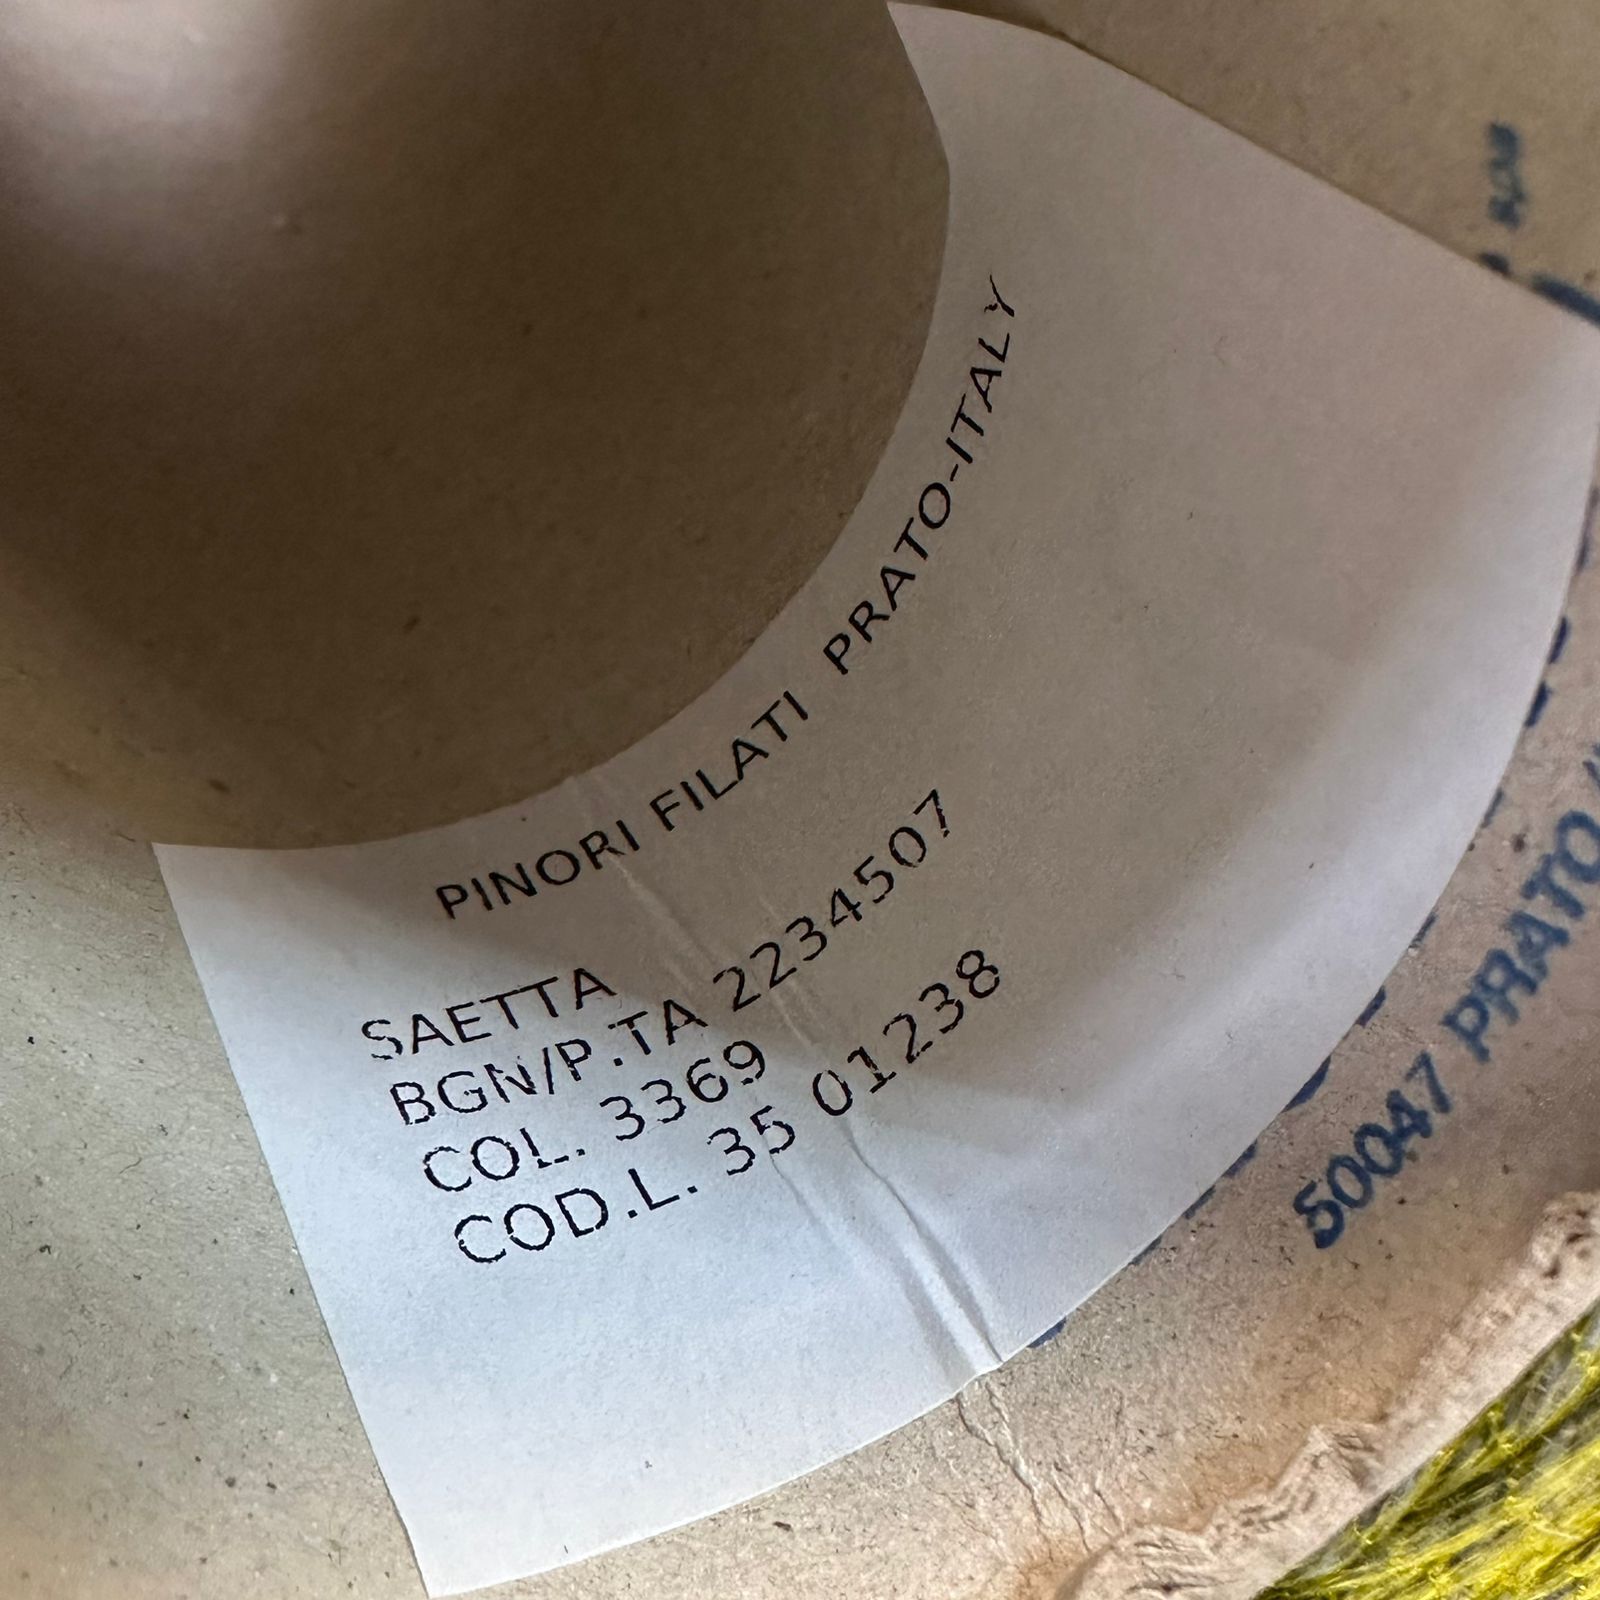 PINORI FILATI PRATO-ITALY
SAETTA
BGN/P.TA 2234507
COL. 3369
COD.L. 35 01238
50047 PRATO